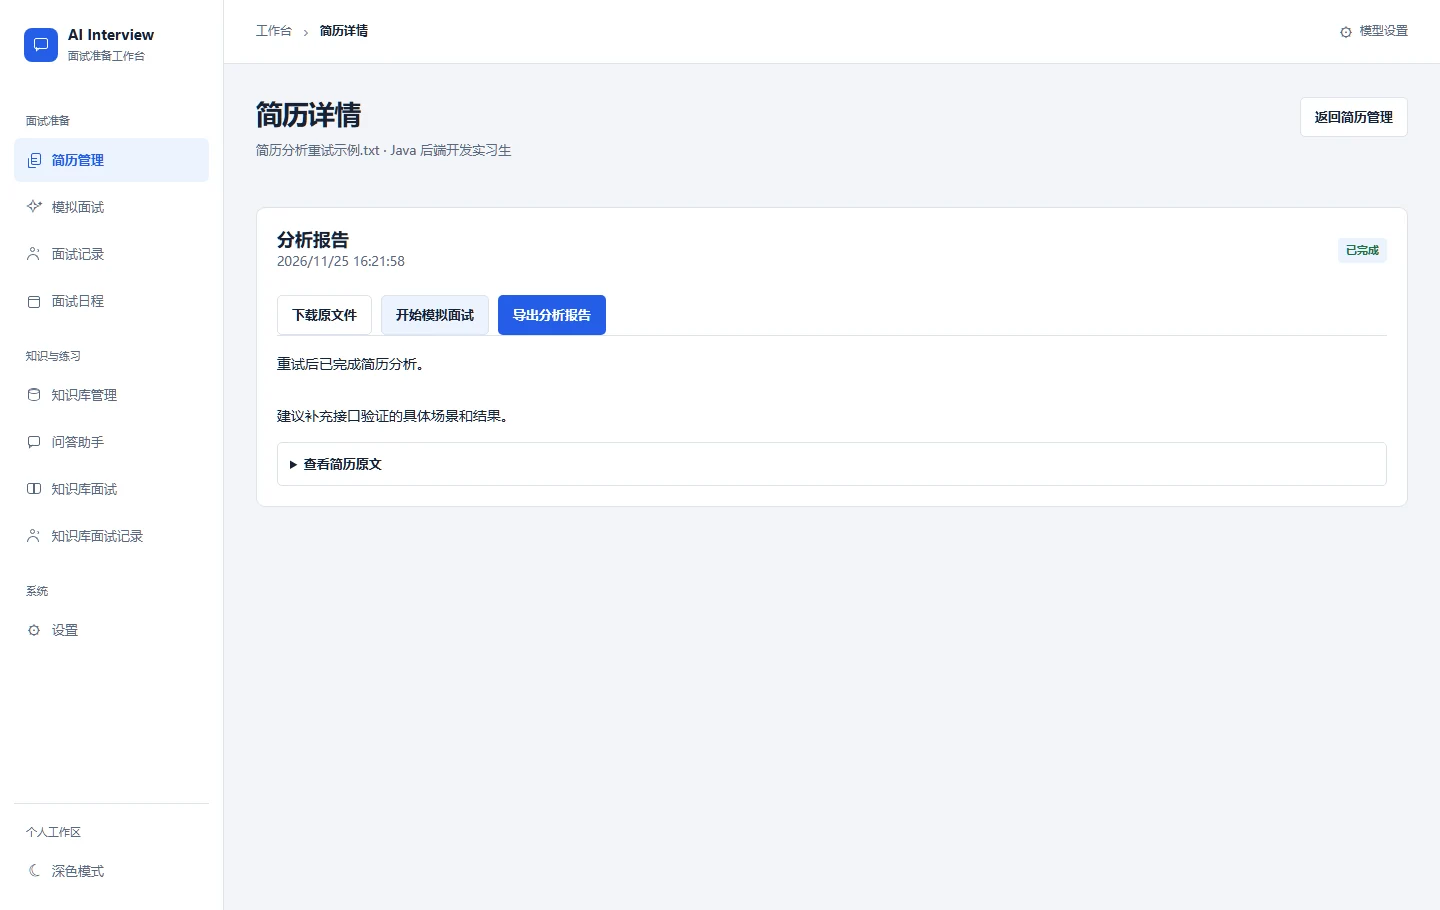 AI Interview
面试准备工作台
面试准备
简历管理
模拟面试
面试记录
面试日程
知识与练习
知识库管理
问答助手
知识库面试
知识库面试记录
系统
设置
个人工作区
深色模式
工作台 › 简历详情
模型设置
简历详情
简历分析重试示例.txt · Java 后端开发实习生
返回简历管理
分析报告
2026/11/25 16:21:58
已完成
下载原文件
开始模拟面试
导出分析报告
重试后已完成简历分析。
建议补充接口验证的具体场景和结果。
▶ 查看简历原文